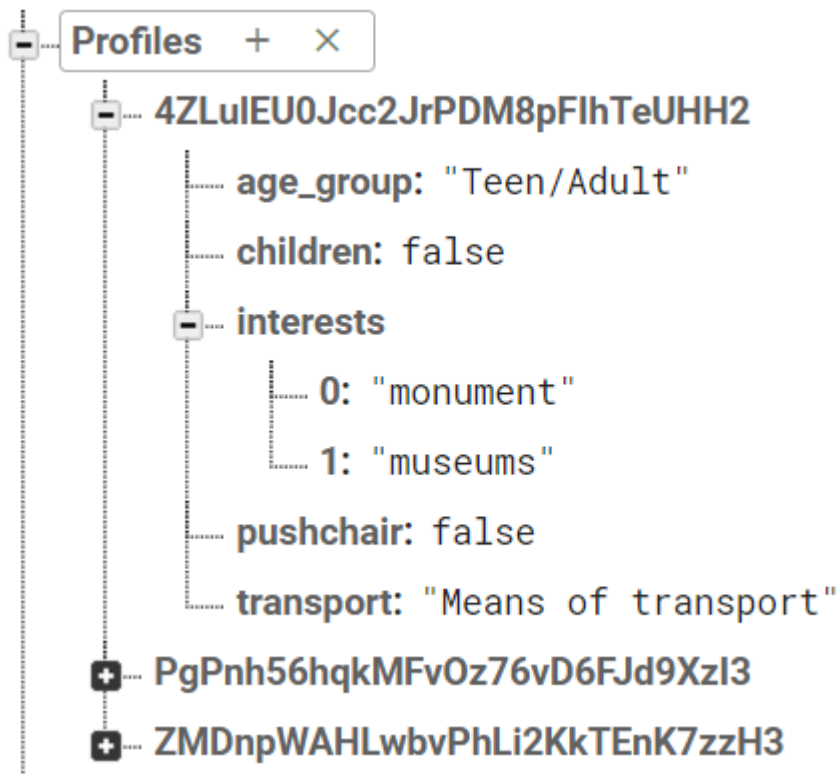 Profiles + ×
4ZLulEU0Jcc2JrPDM8pFlhTeUHH2
age_group: "Teen/Adult"
children: false
interests
0: "monument"
1: "museums"
pushchair: false
transport: "Means of transport"
PgPnh56hqkMFvOz76vD6FJd9XzI3
ZMDnpWAHLwbvPhLi2KkTEnK7zzH3